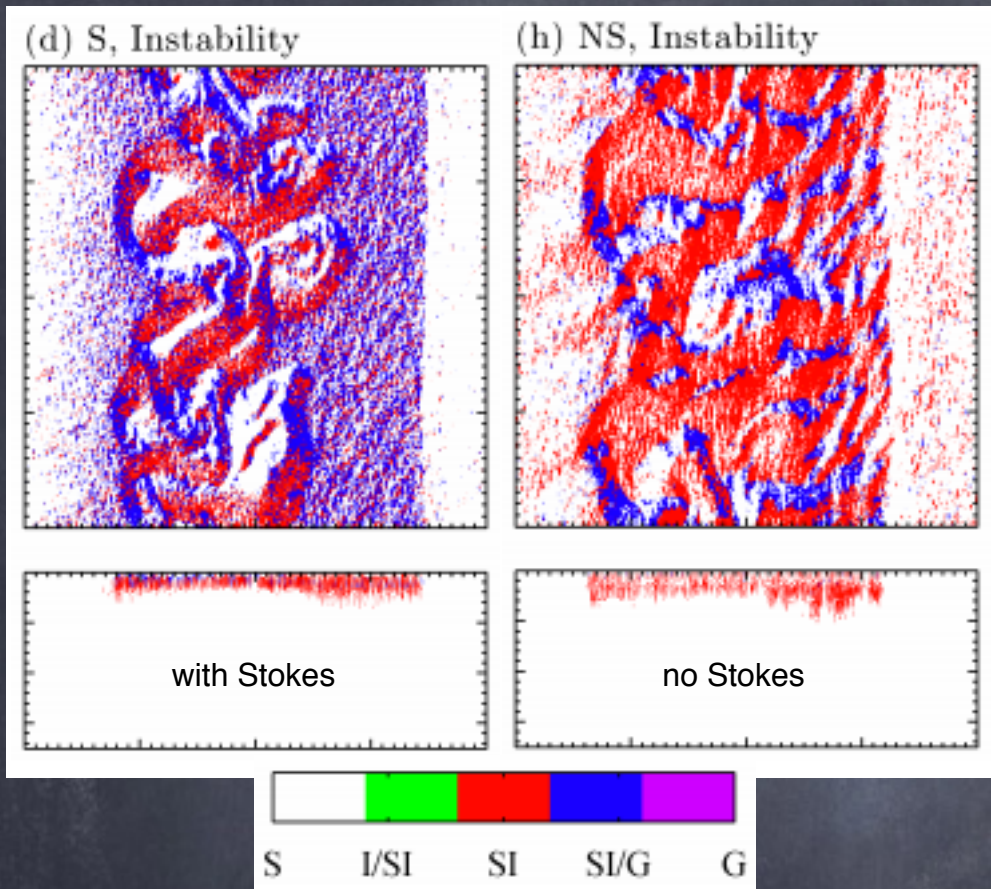 (d) S, Instability
(h) NS, Instability
with Stokes
no Stokes
S I/SI SI SI/G G